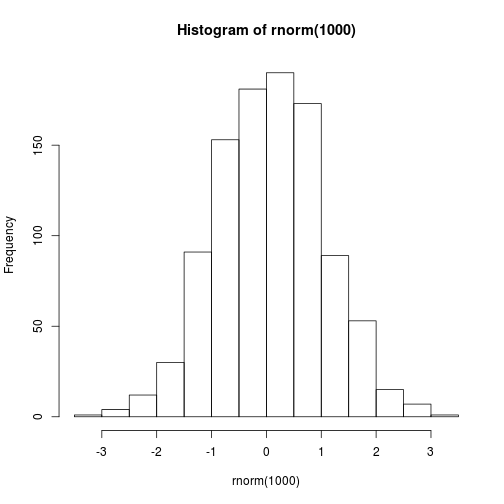 Histogram of rnorm(1000)
Frequency
150
100
50
0
-3 -2 -1 0 1 2 3
rnorm(1000)